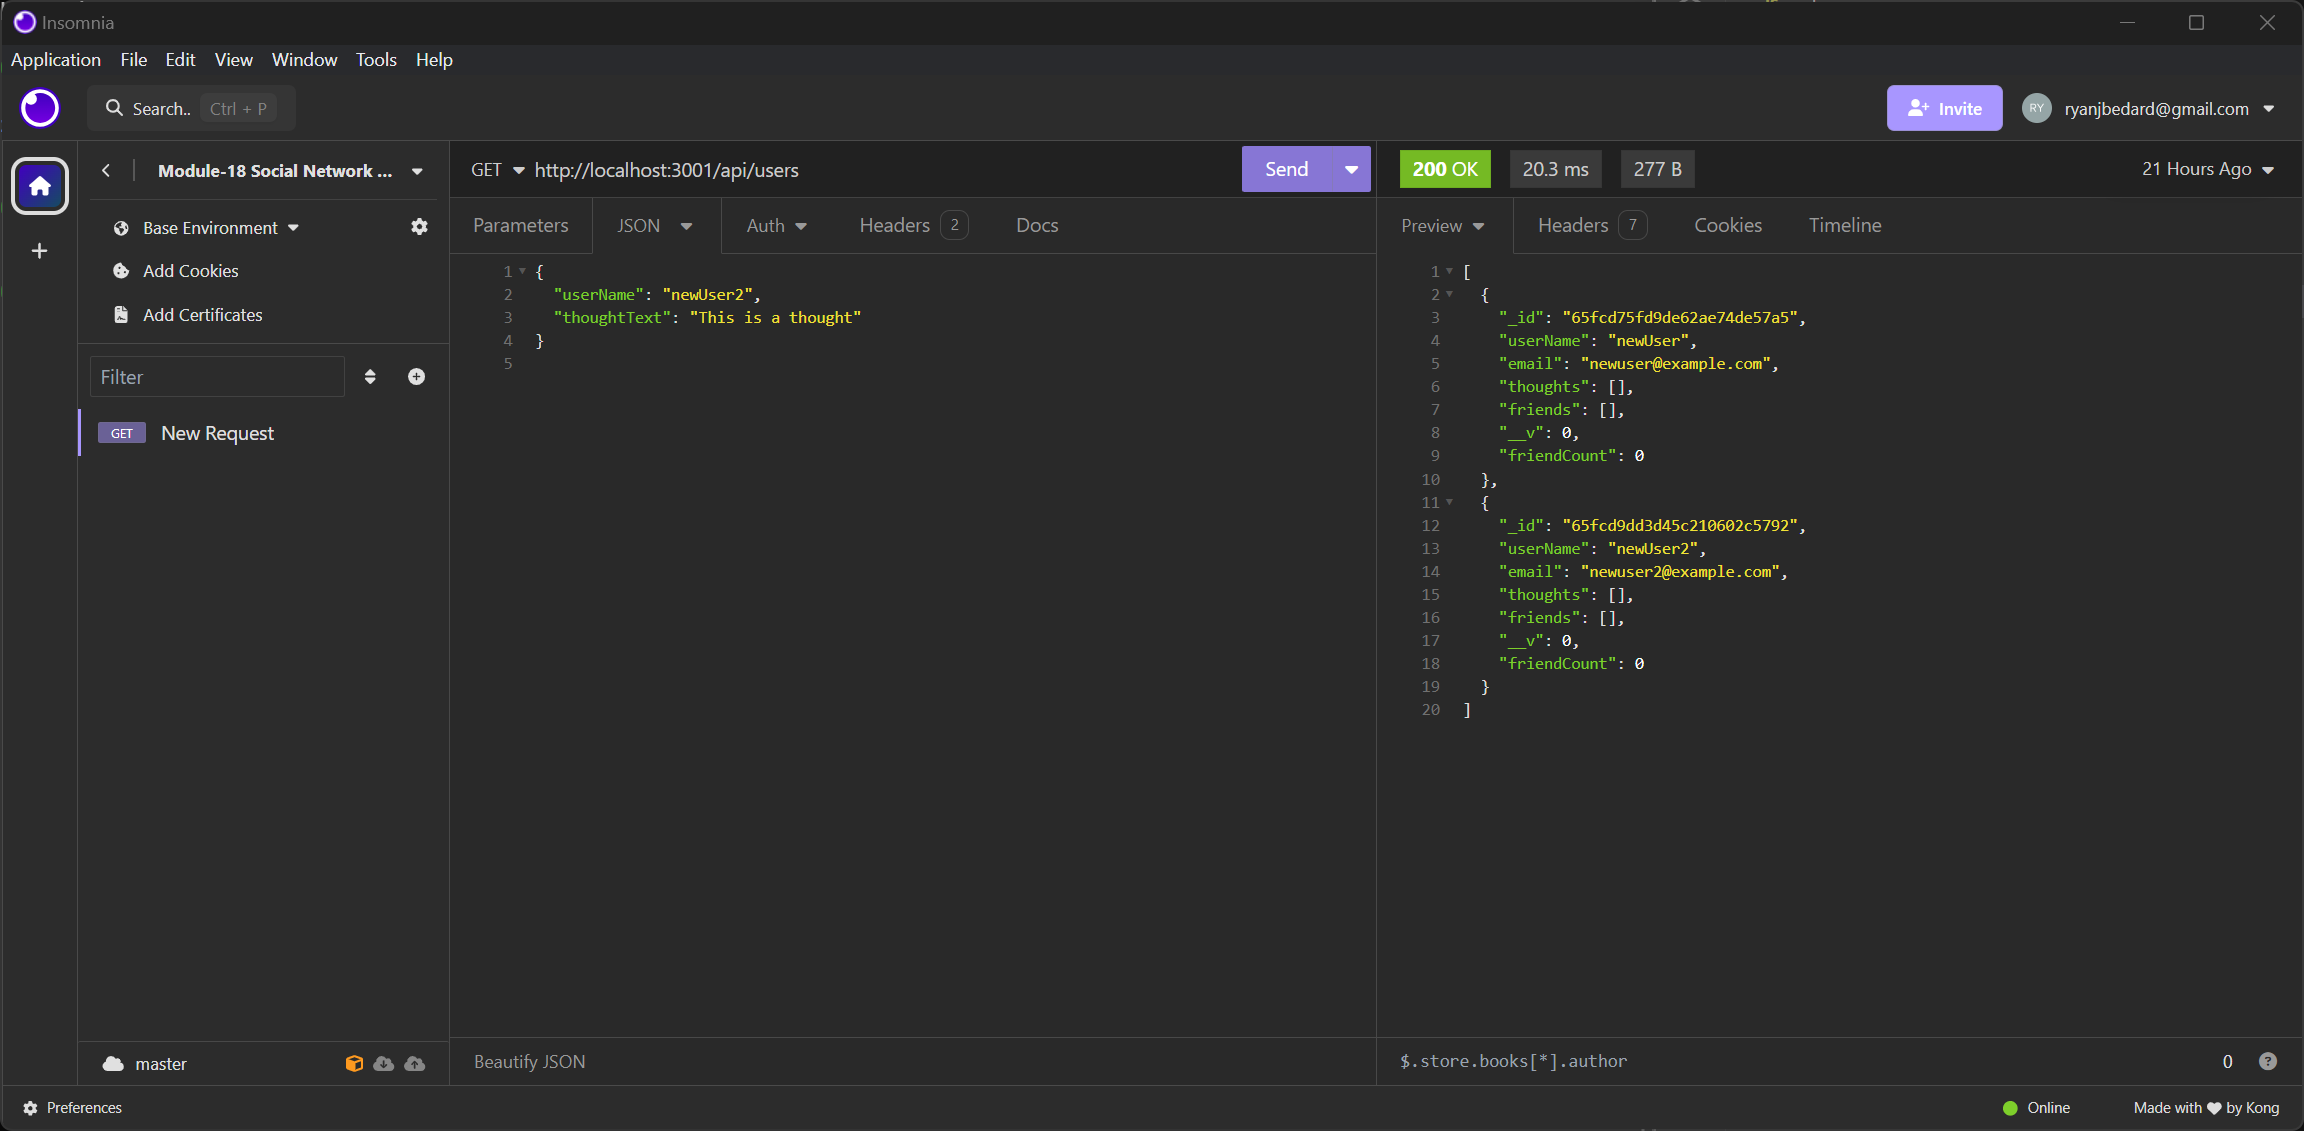 Insomnia
Application File Edit View Window Tools Help
Search.. Ctrl + P
Invite
RY ryanjbedard@gmail.com
Module-18 Social Network ...
Base Environment
Add Cookies
Add Certificates
Filter
GET New Request
master
GET http://localhost:3001/api/users
Send
Parameters JSON Auth Headers 2 Docs
1 {
2 "userName": "newUser2",
3 "thoughtText": "This is a thought"
4 }
5
Beautify JSON
200 OK 20.3 ms 277 B 21 Hours Ago
Preview Headers 7 Cookies Timeline
1 [
2 {
3 "_id": "65fcd75fd9de62ae74de57a5",
4 "userName": "newUser",
5 "email": "newuser@example.com",
6 "thoughts": [],
7 "friends": [],
8 "__v": 0,
9 "friendCount": 0
10 },
11 {
12 "_id": "65fcd9dd3d45c210602c5792",
13 "userName": "newUser2",
14 "email": "newuser2@example.com",
15 "thoughts": [],
16 "friends": [],
17 "__v": 0,
18 "friendCount": 0
19 }
20 ]
$.store.books[*].author 0
Preferences
Online
Made with ♥ by Kong